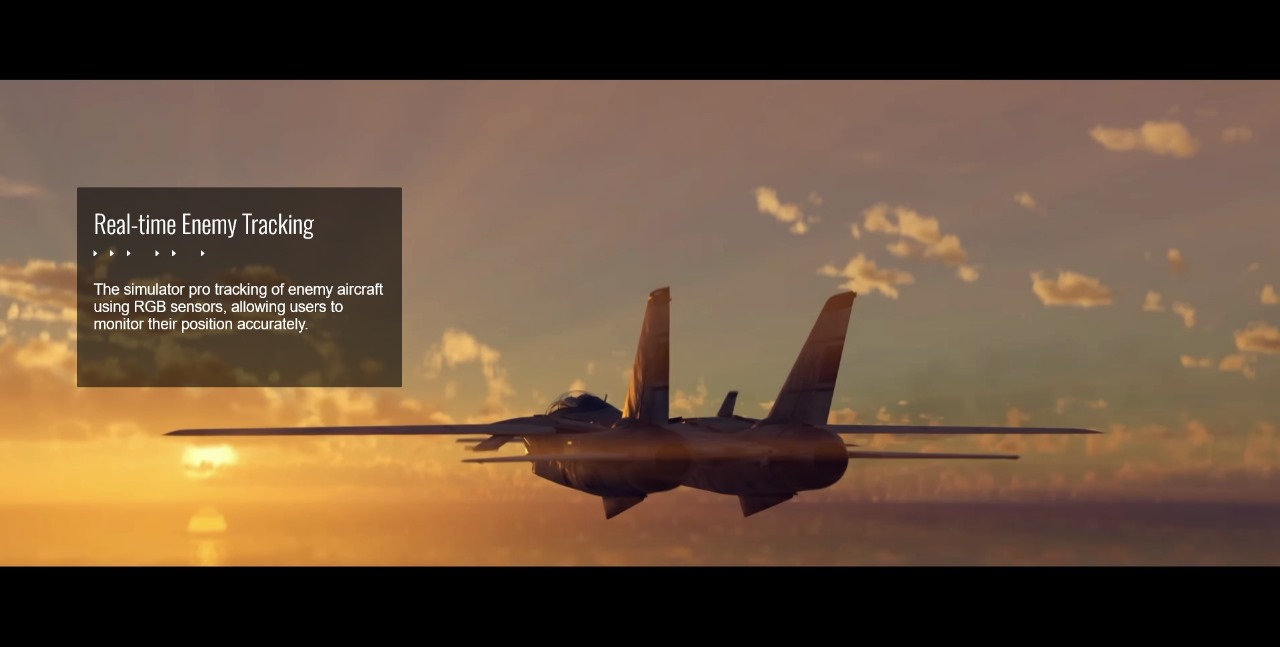 Real-time Enemy Tracking
The simulator pro tracking of enemy aircraft
using RGB sensors, allowing users to
monitor their position accurately.